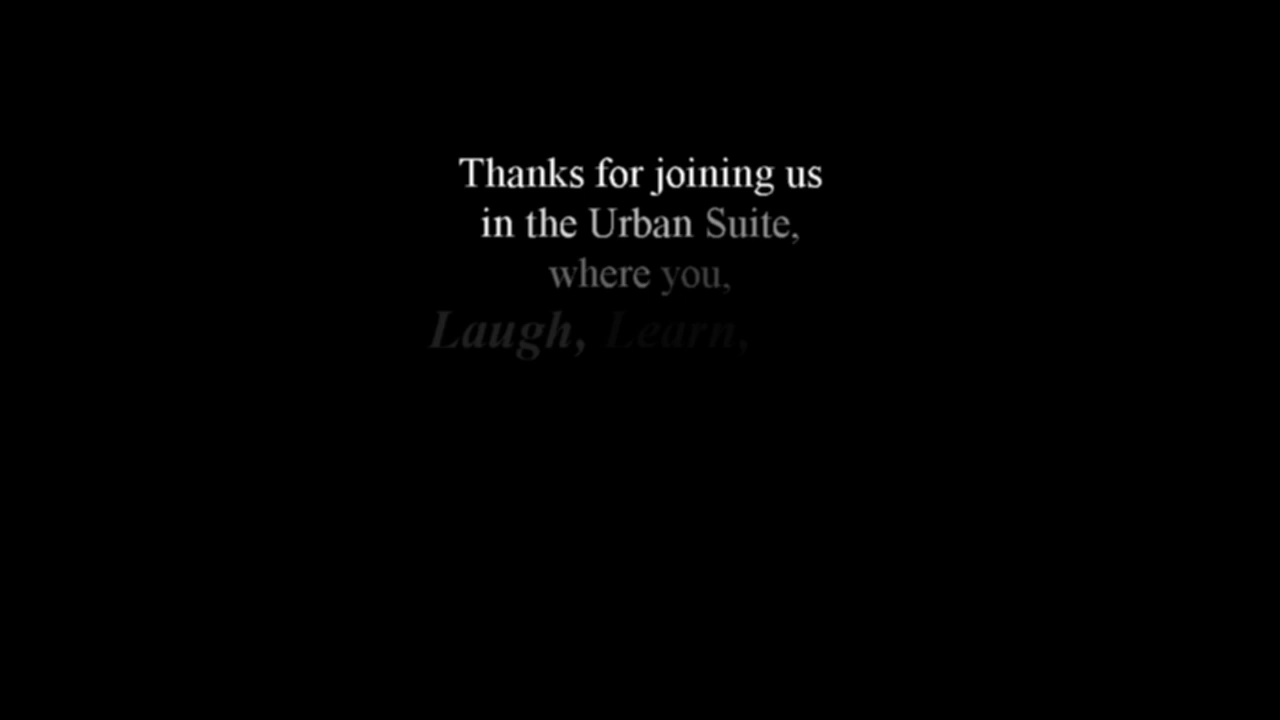 Thanks for joining us
in the Urban Suite,
where you,
Laugh, Learn,